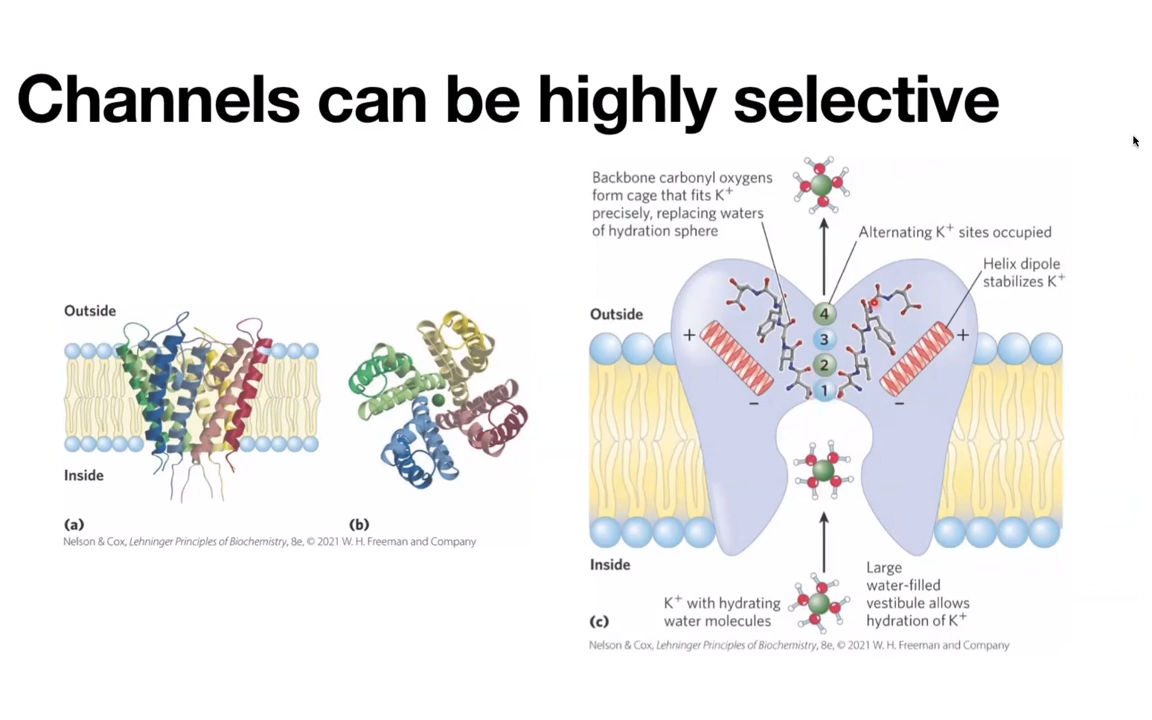 Channels can be highly selective
Outside
Inside
(a)
(b)
Nelson & Cox, Lehninger Principles of Biochemistry, 8e, © 2021 W. H. Freeman and Company
Backbone carbonyl oxygens
form cage that fits K⁺
precisely, replacing waters
of hydration sphere
Alternating K⁺ sites occupied
Helix dipole
stabilizes K⁺
Outside
+
+
4
3
2
1
–
–
Inside
K⁺ with hydrating
water molecules
Large
water-filled
vestibule allows
hydration of K⁺
(c)
Nelson & Cox, Lehninger Principles of Biochemistry, 8e, © 2021 W. H. Freeman and Company